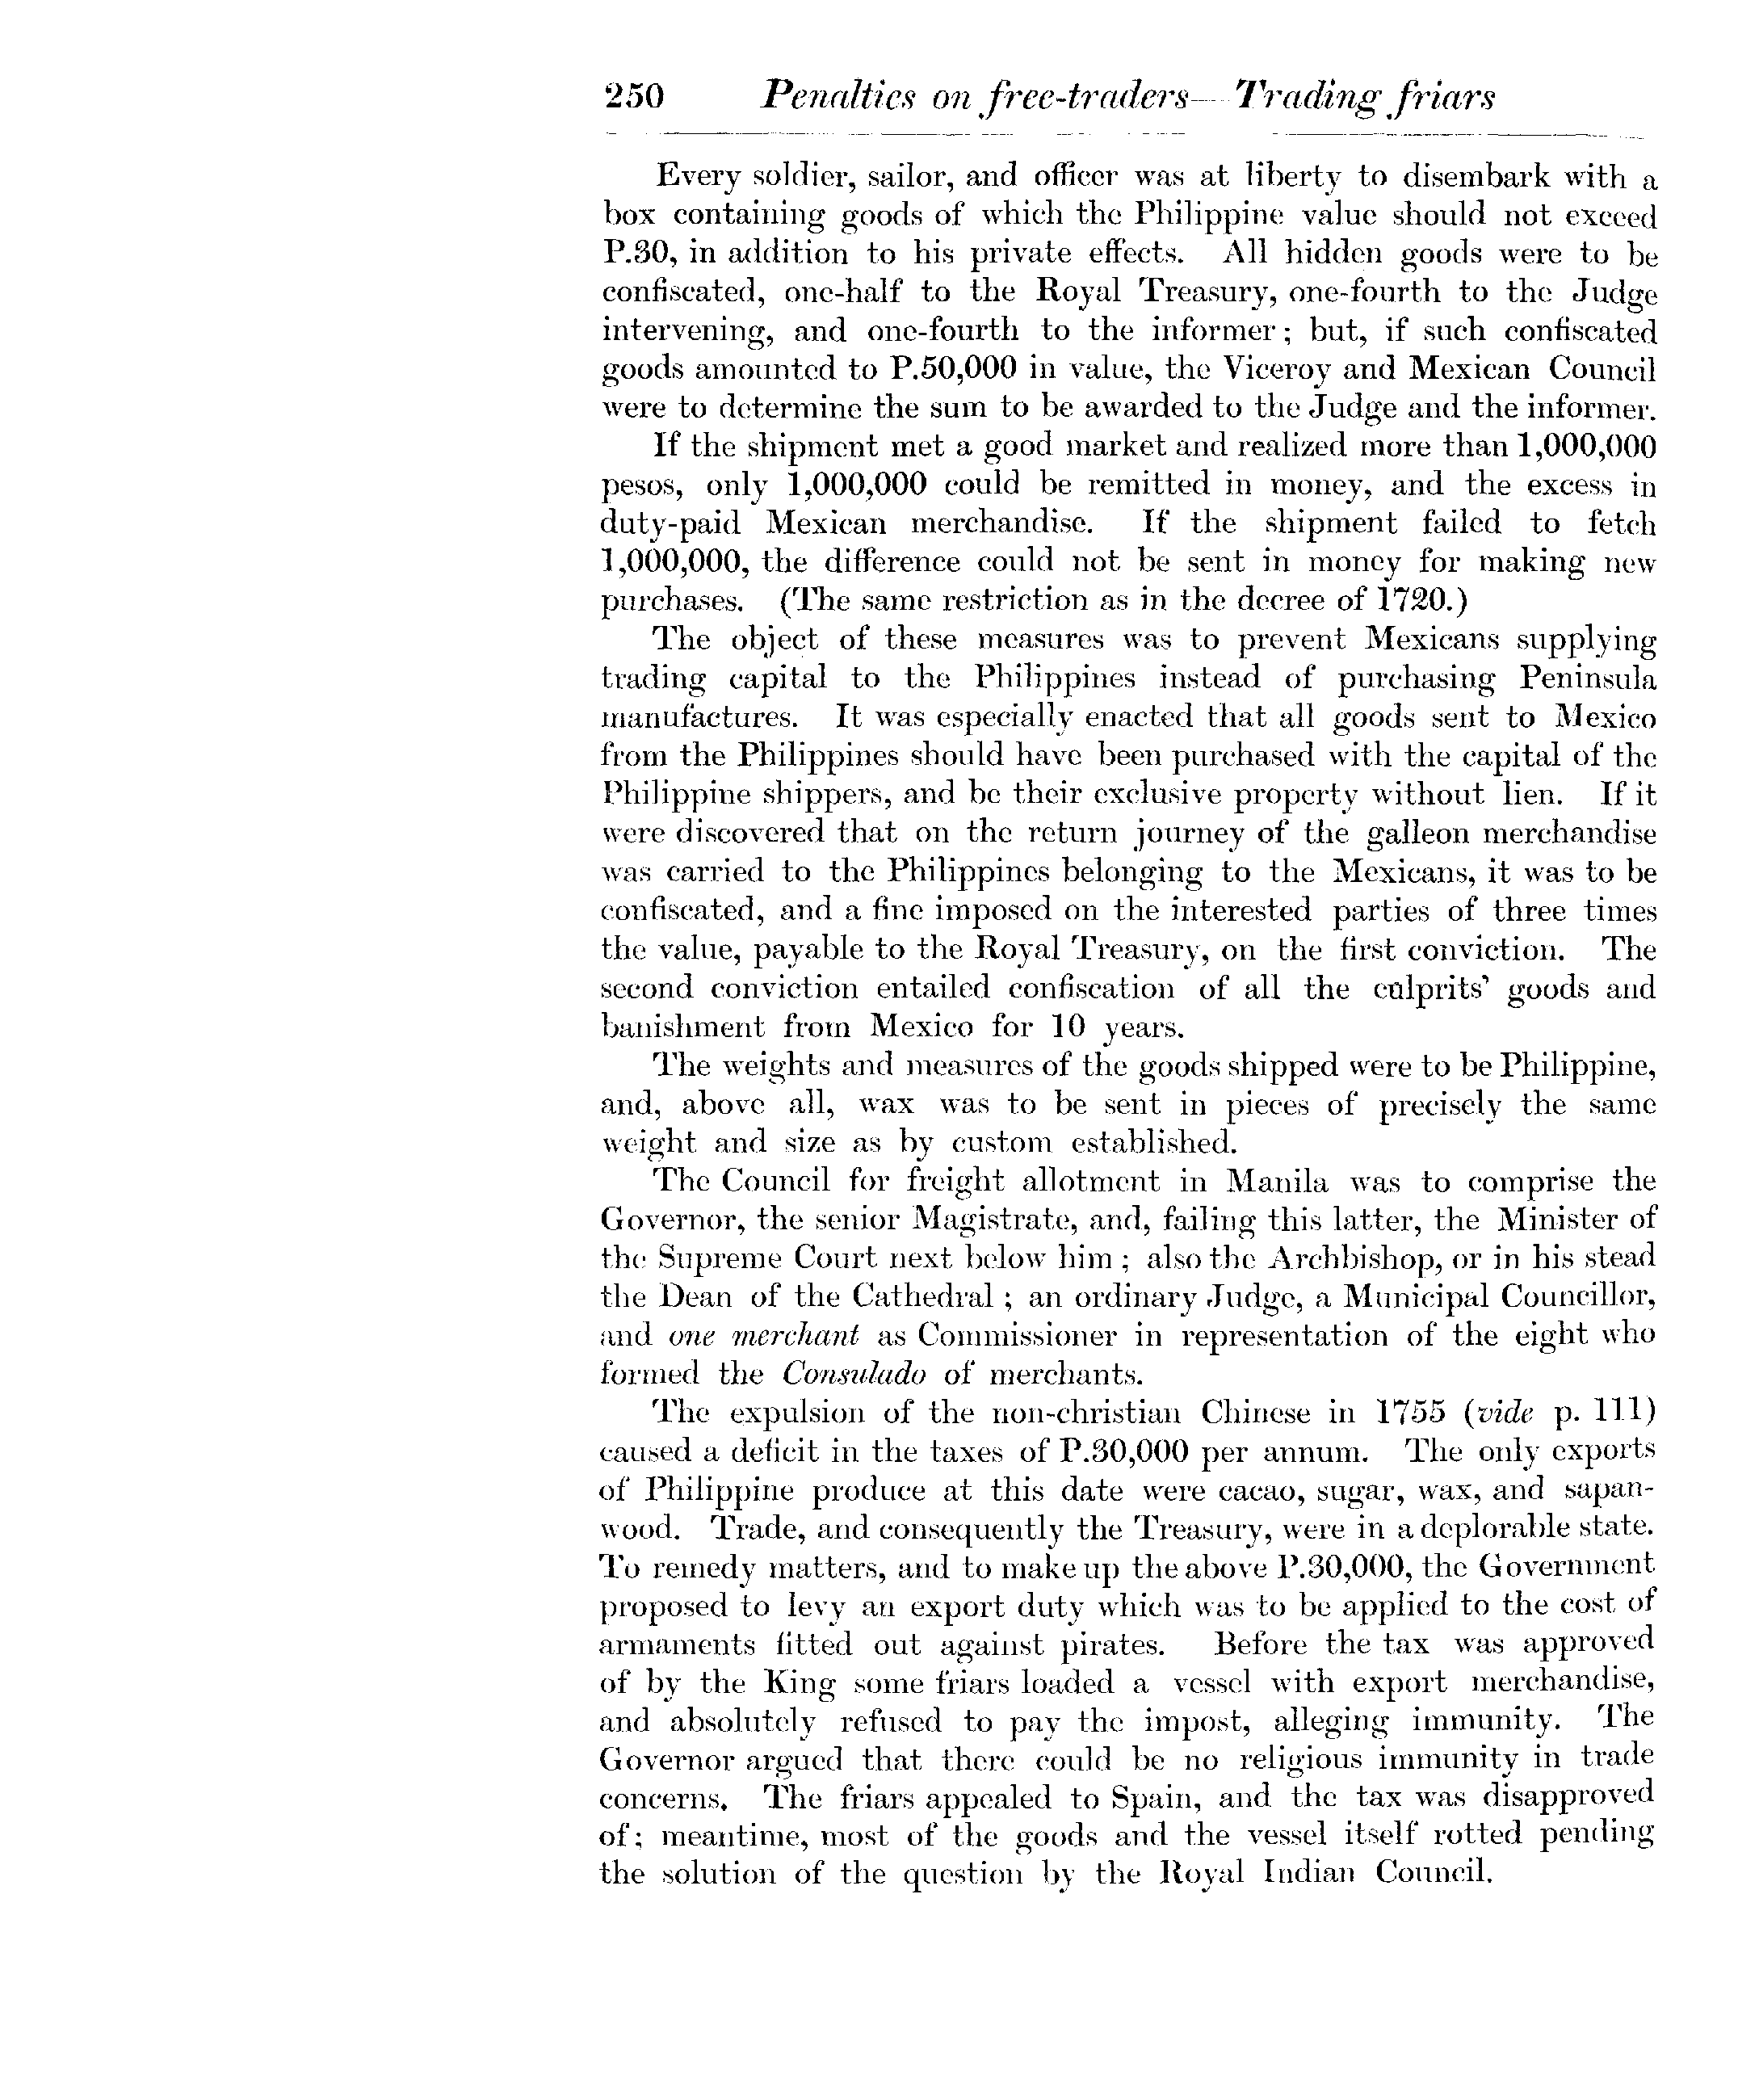 250 Penalties on free-traders—Trading friars
Every soldier, sailor, and officer was at liberty to disembark with a
box containing goods of which the Philippine value should not exceed
P.30, in addition to his private effects. All hidden goods were to be
confiscated, one-half to the Royal Treasury, one-fourth to the Judge
intervening, and one-fourth to the informer; but, if such confiscated
goods amounted to P.50,000 in value, the Viceroy and Mexican Council
were to determine the sum to be awarded to the Judge and the informer.
If the shipment met a good market and realized more than 1,000,000
pesos, only 1,000,000 could be remitted in money, and the excess in
duty-paid Mexican merchandise. If the shipment failed to fetch
1,000,000, the difference could not be sent in money for making new
purchases. (The same restriction as in the decree of 1720.)
The object of these measures was to prevent Mexicans supplying
trading capital to the Philippines instead of purchasing Peninsula
manufactures. It was especially enacted that all goods sent to Mexico
from the Philippines should have been purchased with the capital of the
Philippine shippers, and be their exclusive property without lien. If it
were discovered that on the return journey of the galleon merchandise
was carried to the Philippines belonging to the Mexicans, it was to be
confiscated, and a fine imposed on the interested parties of three times
the value, payable to the Royal Treasury, on the first conviction. The
second conviction entailed confiscation of all the culprits' goods and
banishment from Mexico for 10 years.
The weights and measures of the goods shipped were to be Philippine,
and, above all, wax was to be sent in pieces of precisely the same
weight and size as by custom established.
The Council for freight allotment in Manila was to comprise the
Governor, the senior Magistrate, and, failing this latter, the Minister of
the Supreme Court next below him; also the Archbishop, or in his stead
the Dean of the Cathedral; an ordinary Judge, a Municipal Councillor,
and one merchant as Commissioner in representation of the eight who
formed the Consulado of merchants.
The expulsion of the non-christian Chinese in 1755 (vide p. 111)
caused a deficit in the taxes of P.30,000 per annum. The only exports
of Philippine produce at this date were cacao, sugar, wax, and sapan-
wood. Trade, and consequently the Treasury, were in a deplorable state.
To remedy matters, and to make up the above P.30,000, the Government
proposed to levy an export duty which was to be applied to the cost of
armaments fitted out against pirates. Before the tax was approved
of by the King some friars loaded a vessel with export merchandise,
and absolutely refused to pay the impost, alleging immunity. The
Governor argued that there could be no religious immunity in trade
concerns. The friars appealed to Spain, and the tax was disapproved
of; meantime, most of the goods and the vessel itself rotted pending
the solution of the question by the Royal Indian Council.